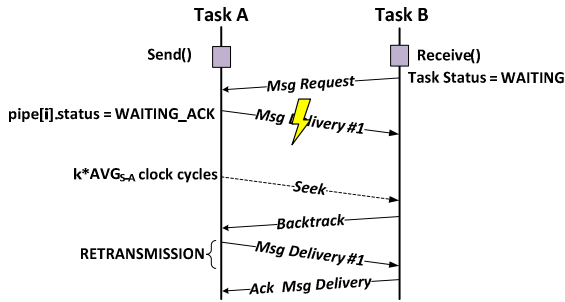 Task A
Task B
Send()
Receive()
Msg Request
Task Status = WAITING
pipe[i].status = WAITING_ACK
Msg Delivery #1
k*AVGS-A clock cycles
Seek
Backtrack
RETRANSMISSION
Msg Delivery #1
Ack Msg Delivery